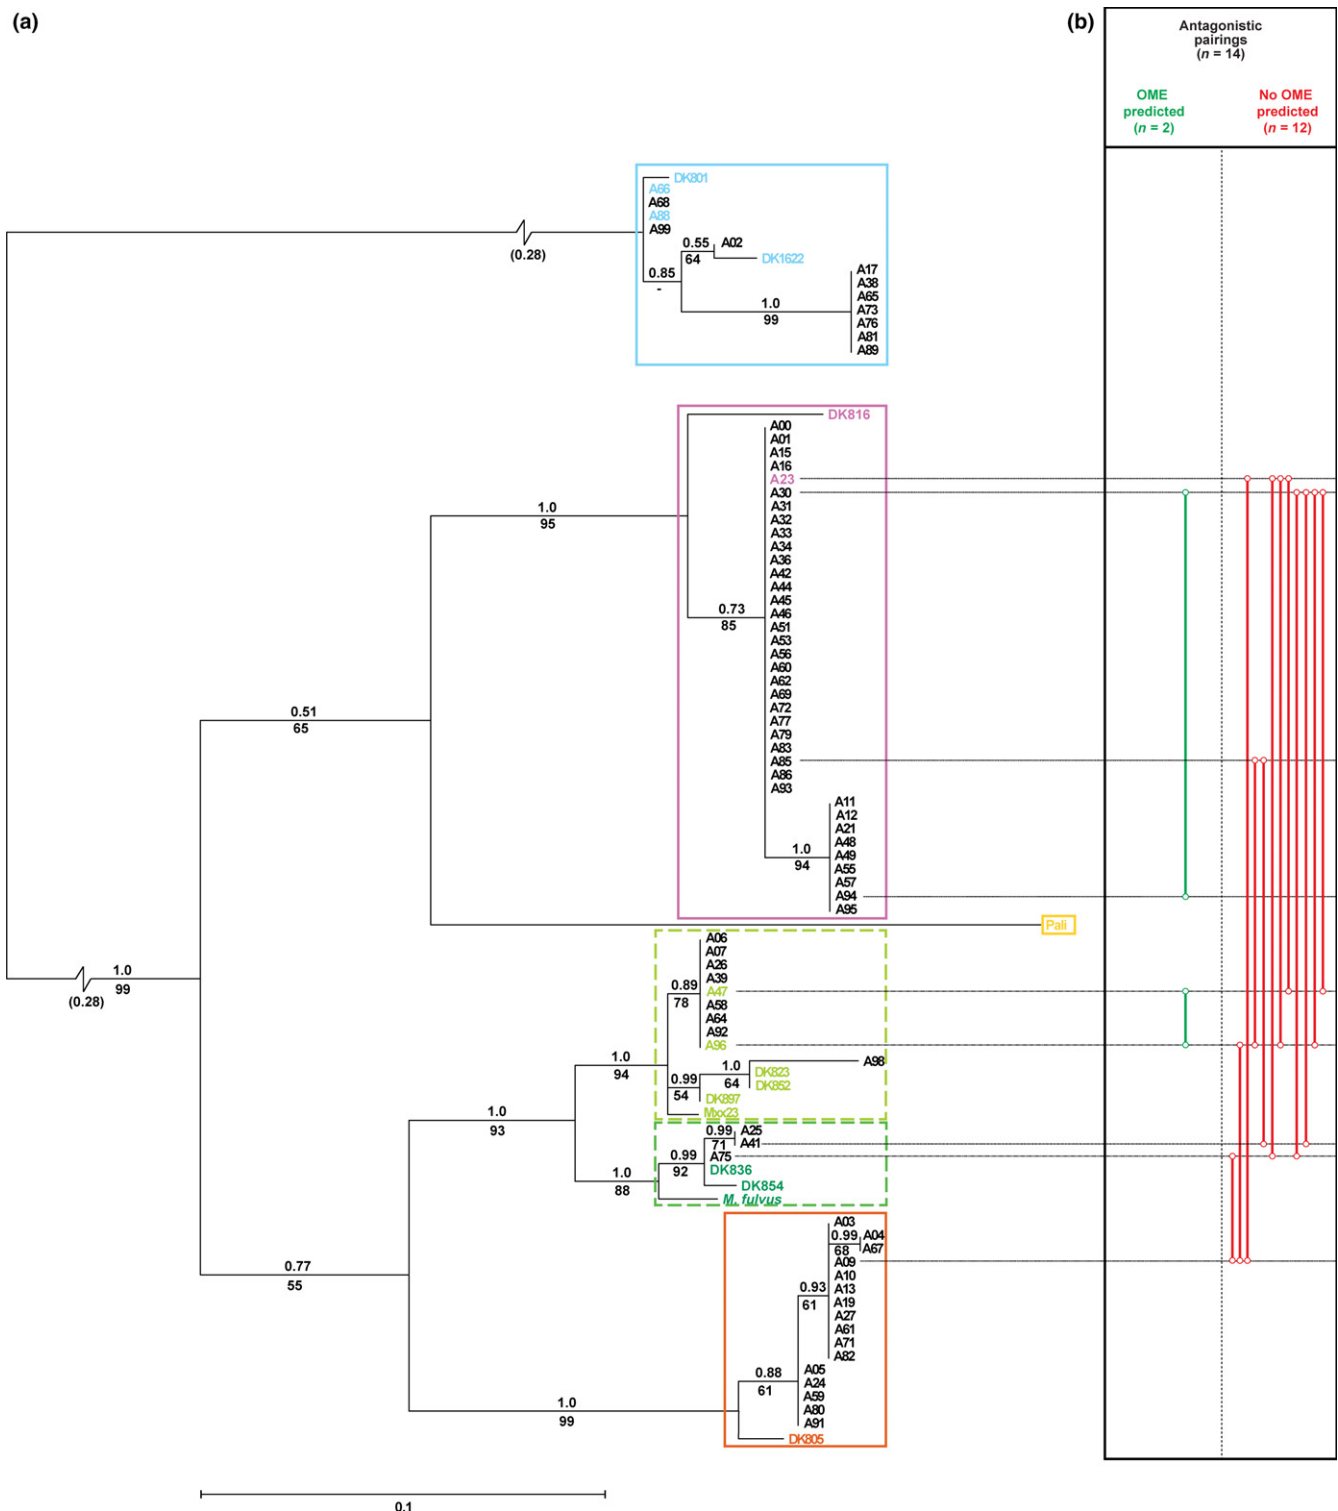 (a)
(b)
Antagonistic
pairings
(n = 14)
OME
predicted
(n = 2)
No OME
predicted
(n = 12)
DK801
A66
A68
A88
A99
(0.28)
0.55
A02
64
DK1622
0.85
-
A17
A38
A65
1.0
A73
99
A76
A81
A89
DK816
A00
A01
A15
A16
A23
A30
A31
1.0
95
A32
A33
A34
A36
A42
A44
A45
0.73
A46
85
A51
A53
A56
A60
A62
A69
0.51
65
A72
A77
A79
A83
A85
A86
A93
A11
A12
A21
A48
1.0
A49
94
A55
A57
A94
A95
Pali
A06
A07
A26
1.0
99
(0.28)
A39
0.89
A47
78
A58
A64
A92
A96
1.0
94
A98
1.0
64
DK823
0.99
54
DK852
DK897
Mxx23
1.0
93
0.99
A25
71
A41
0.99
A75
92
DK836
1.0
88
DK854
M. fulvus
A03
0.99
A04
68
A67
A09
0.77
55
A10
0.93
A13
61
A19
A27
A61
A71
A82
A05
0.88
A24
61
A59
1.0
99
A80
A91
DK805
0.1